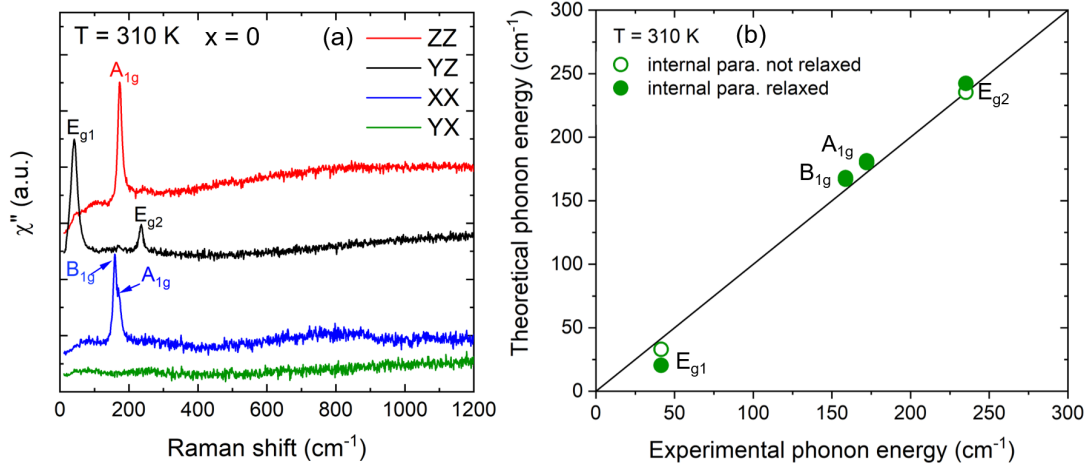 T = 310 K x = 0 (a)
ZZ
YZ
XX
YX
A1g
Eg1
Eg2
B1g
A1g
χ'' (a.u.)
0 200 400 600 800 1000 1200
Raman shift (cm-1)
(b)
T = 310 K
internal para. not relaxed
internal para. relaxed
Eg2
A1g
B1g
Eg1
300
250
200
150
100
50
0
Theoretical phonon energy (cm-1)
0 50 100 150 200 250 300
Experimental phonon energy (cm-1)